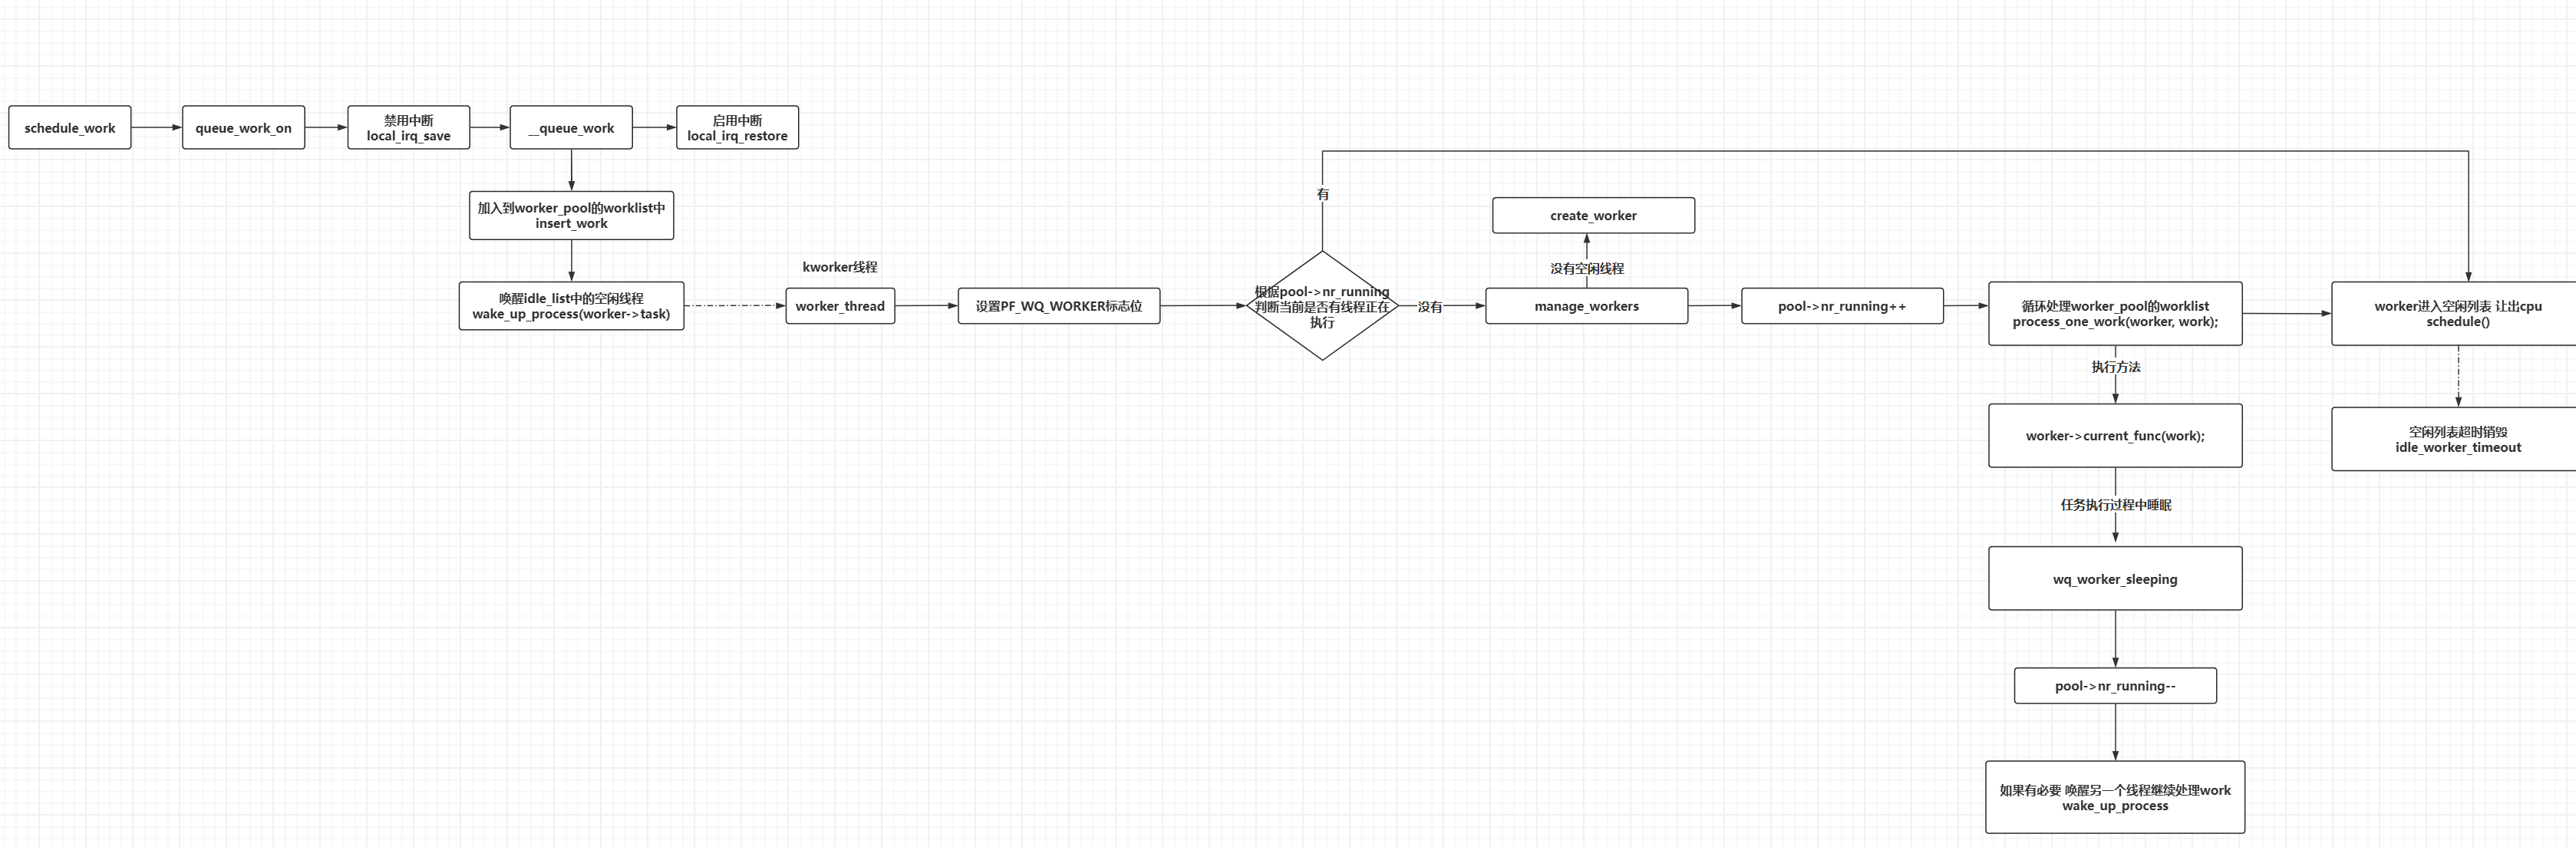 schedule_work
queue_work_on
禁用中断
local_irq_save
__queue_work
启用中断
local_irq_restore
加入到worker_pool的worklist中
insert_work
唤醒idle_list中的空闲线程
wake_up_process(worker->task)
kworker线程
worker_thread
设置PF_WQ_WORKER标志位
根据pool->nr_running
判断当前是否有线程正在
执行
有
没有
manage_workers
没有空闲线程
create_worker
pool->nr_running++
循环处理worker_pool的worklist
process_one_work(worker, work);
执行方法
worker->current_func(work);
任务执行过程中睡眠
wq_worker_sleeping
pool->nr_running--
如果有必要 唤醒另一个线程继续处理work
wake_up_process
worker进入空闲列表 让出cpu
schedule()
空闲列表超时销毁
idle_worker_timeout